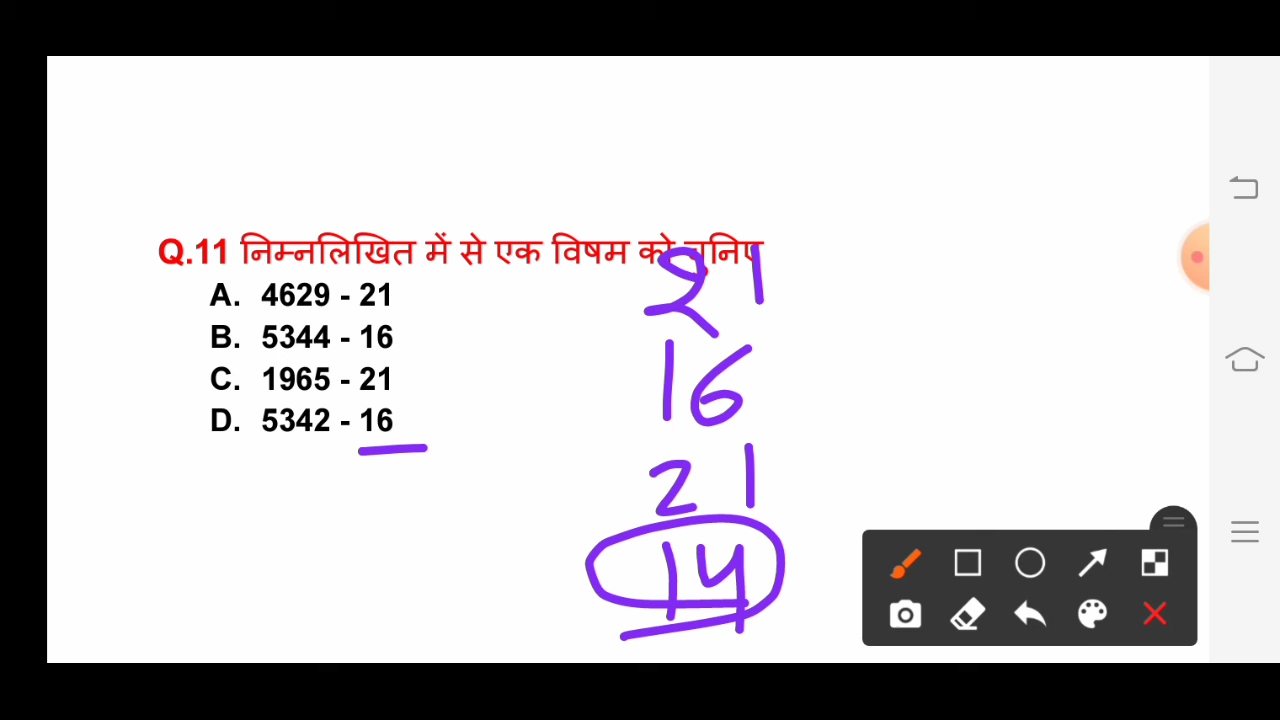 Q.11 निम्नलिखित में से एक विषम को चुनिए
A. 4629 - 21
B. 5344 - 16
C. 1965 - 21
D. 5342 - 16
21
16
21
14